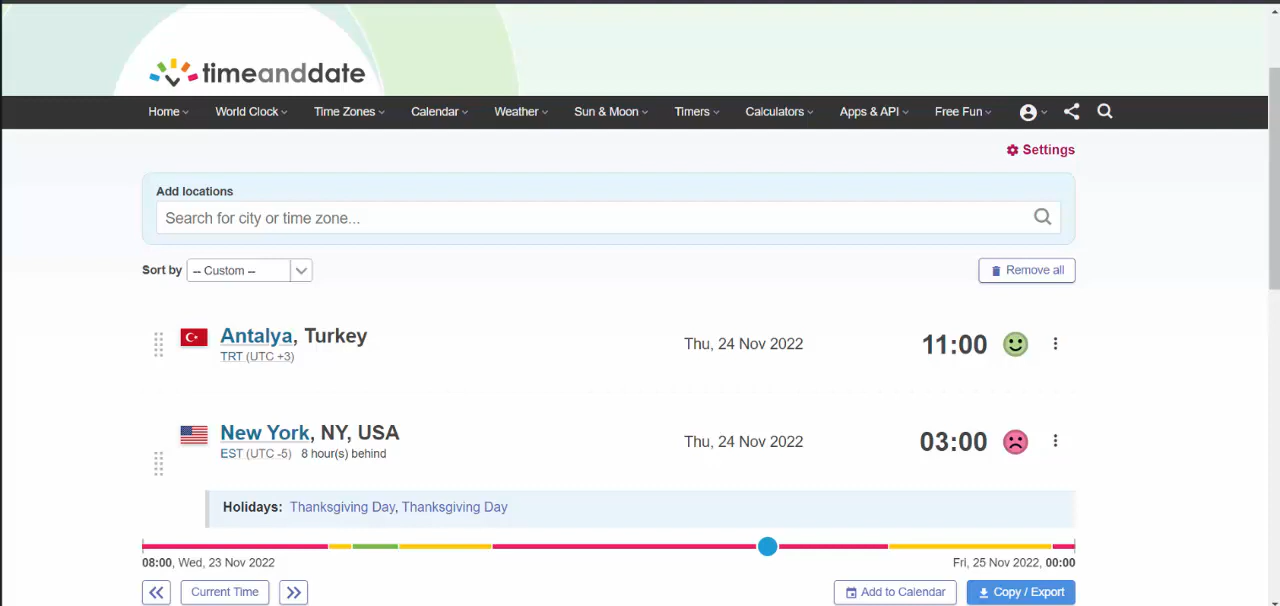 timeanddate
Home World Clock Time Zones Calendar Weather Sun & Moon Timers Calculators Apps & API Free Fun
Settings
Add locations
Search for city or time zone...
Sort by -- Custom -- Remove all
Antalya, Turkey Thu, 24 Nov 2022 11:00
TRT (UTC +3)
New York, NY, USA Thu, 24 Nov 2022 03:00
EST (UTC -5) 8 hour(s) behind
Holidays: Thanksgiving Day, Thanksgiving Day
08:00, Wed, 23 Nov 2022 Fri, 25 Nov 2022, 00:00
Current Time Add to Calendar Copy / Export